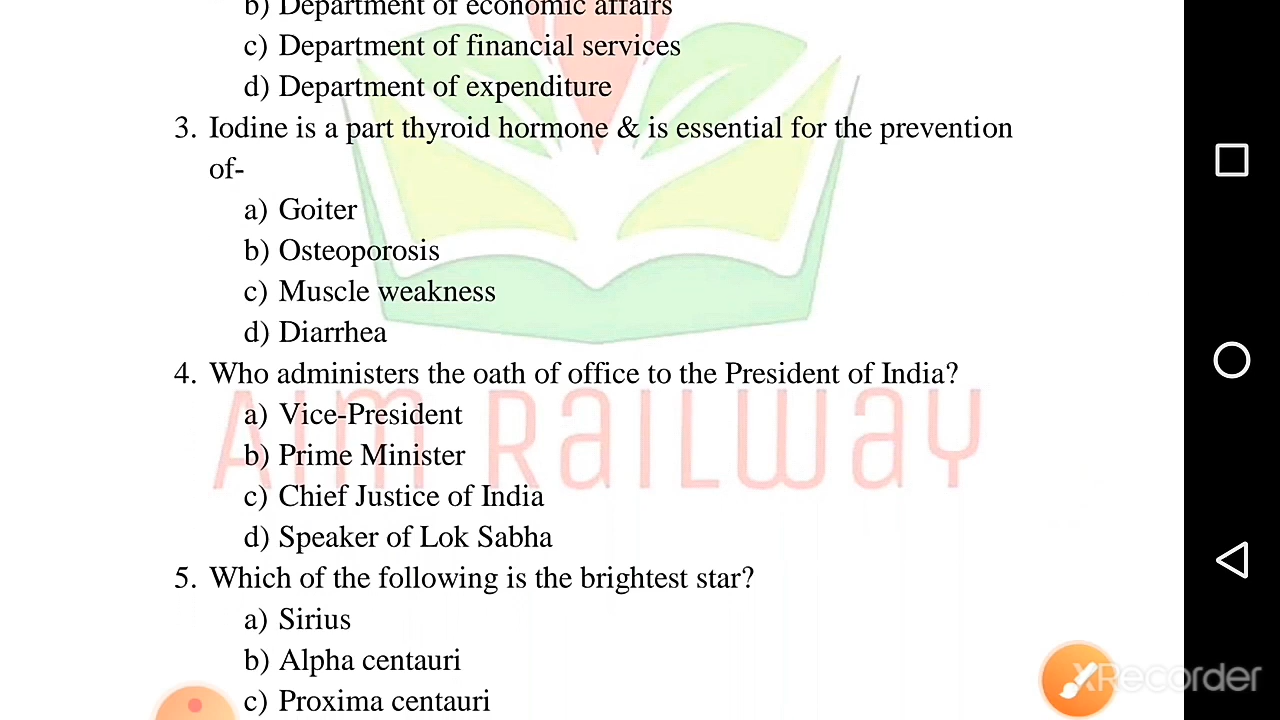 b) Department of economic affairs
c) Department of financial services
d) Department of expenditure
3. Iodine is a part thyroid hormone & is essential for the prevention
of-
a) Goiter
b) Osteoporosis
c) Muscle weakness
d) Diarrhea
4. Who administers the oath of office to the President of India?
a) Vice-President
AIM RAILWAY
b) Prime Minister
c) Chief Justice of India
d) Speaker of Lok Sabha
5. Which of the following is the brightest star?
a) Sirius
b) Alpha centauri
XRecorder
c) Proxima centauri